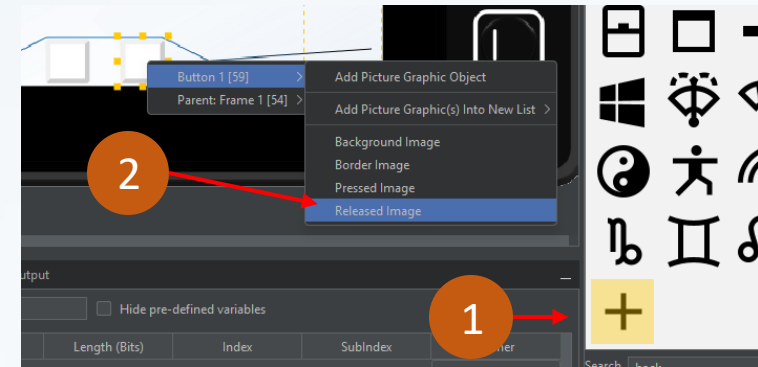 Button 1 [59]
Parent: Frame 1 [54]
Add Picture Graphic Object
Add Picture Graphic(s) Into New List
Background Image
Border Image
Pressed Image
Released Image
2
utput
Hide pre-defined variables
1
Length (Bits)
Index
SubIndex
ner
Search